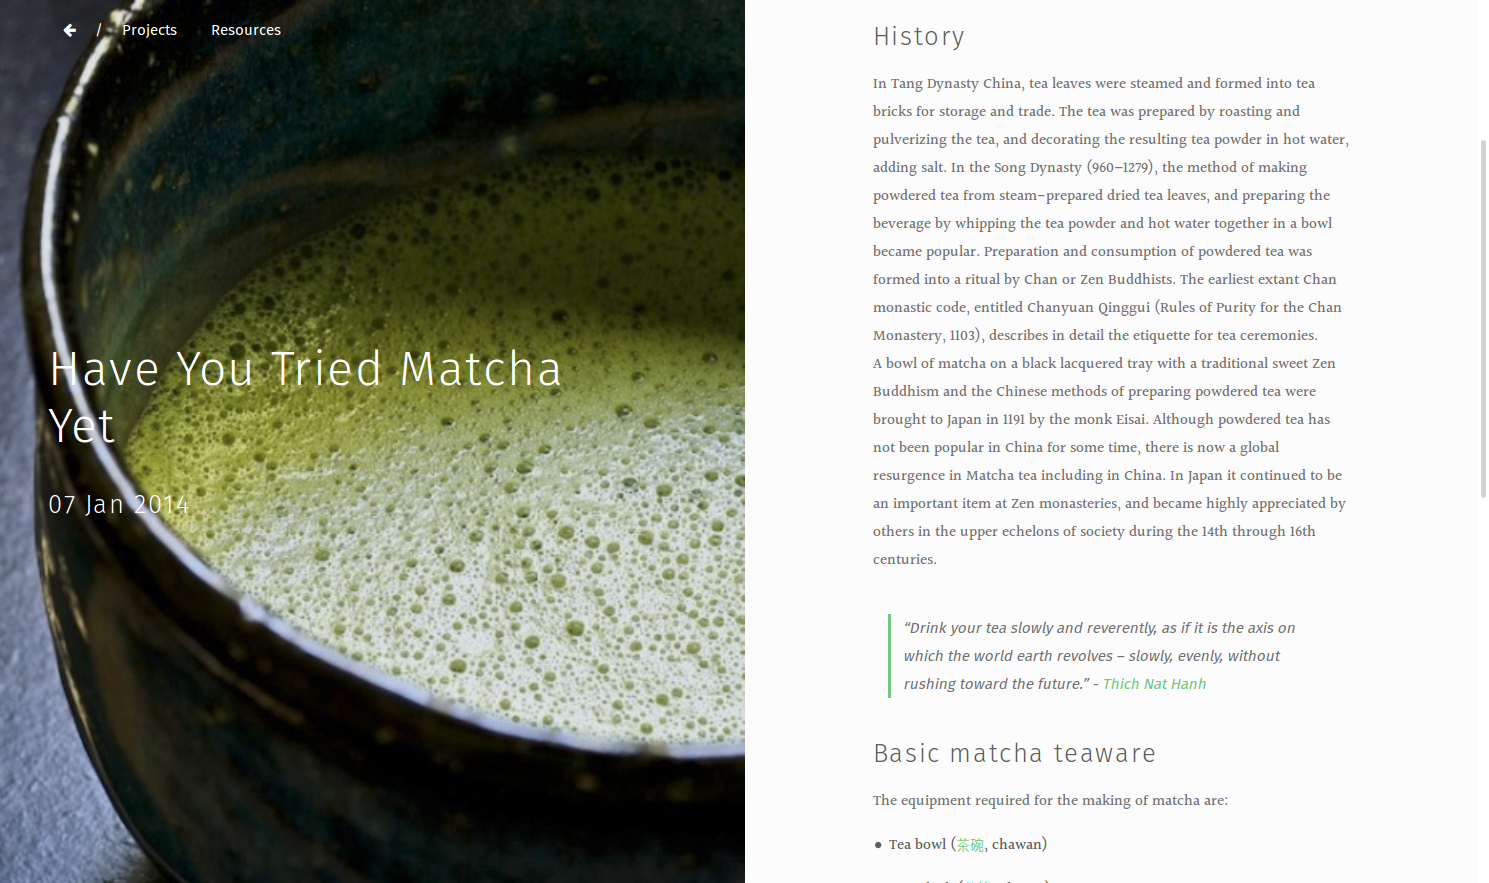 / Projects Resources
Have You Tried Matcha
Yet
07 Jan 2014
History
In Tang Dynasty China, tea leaves were steamed and formed into tea
bricks for storage and trade. The tea was prepared by roasting and
pulverizing the tea, and decorating the resulting tea powder in hot water,
adding salt. In the Song Dynasty (960–1279), the method of making
powdered tea from steam-prepared dried tea leaves, and preparing the
beverage by whipping the tea powder and hot water together in a bowl
became popular. Preparation and consumption of powdered tea was
formed into a ritual by Chan or Zen Buddhists. The earliest extant Chan
monastic code, entitled Chanyuan Qinggui (Rules of Purity for the Chan
Monastery, 1103), describes in detail the etiquette for tea ceremonies.
A bowl of matcha on a black lacquered tray with a traditional sweet Zen
Buddhism and the Chinese methods of preparing powdered tea were
brought to Japan in 1191 by the monk Eisai. Although powdered tea has
not been popular in China for some time, there is now a global
resurgence in Matcha tea including in China. In Japan it continued to be
an important item at Zen monasteries, and became highly appreciated by
others in the upper echelons of society during the 14th through 16th
centuries.
“Drink your tea slowly and reverently, as if it is the axis on
which the world earth revolves – slowly, evenly, without
rushing toward the future.” - Thich Nat Hanh
Basic matcha teaware
The equipment required for the making of matcha are:
• Tea bowl (茶碗, chawan)